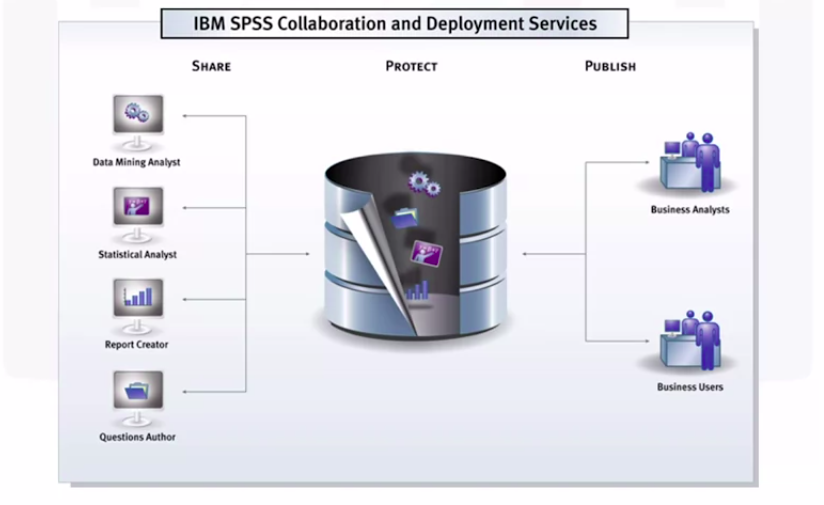 IBM SPSS Collaboration and Deployment Services
SHARE
PROTECT
PUBLISH
Data Mining Analyst
Statistical Analyst
Report Creator
Questions Author
Business Analysts
Business Users